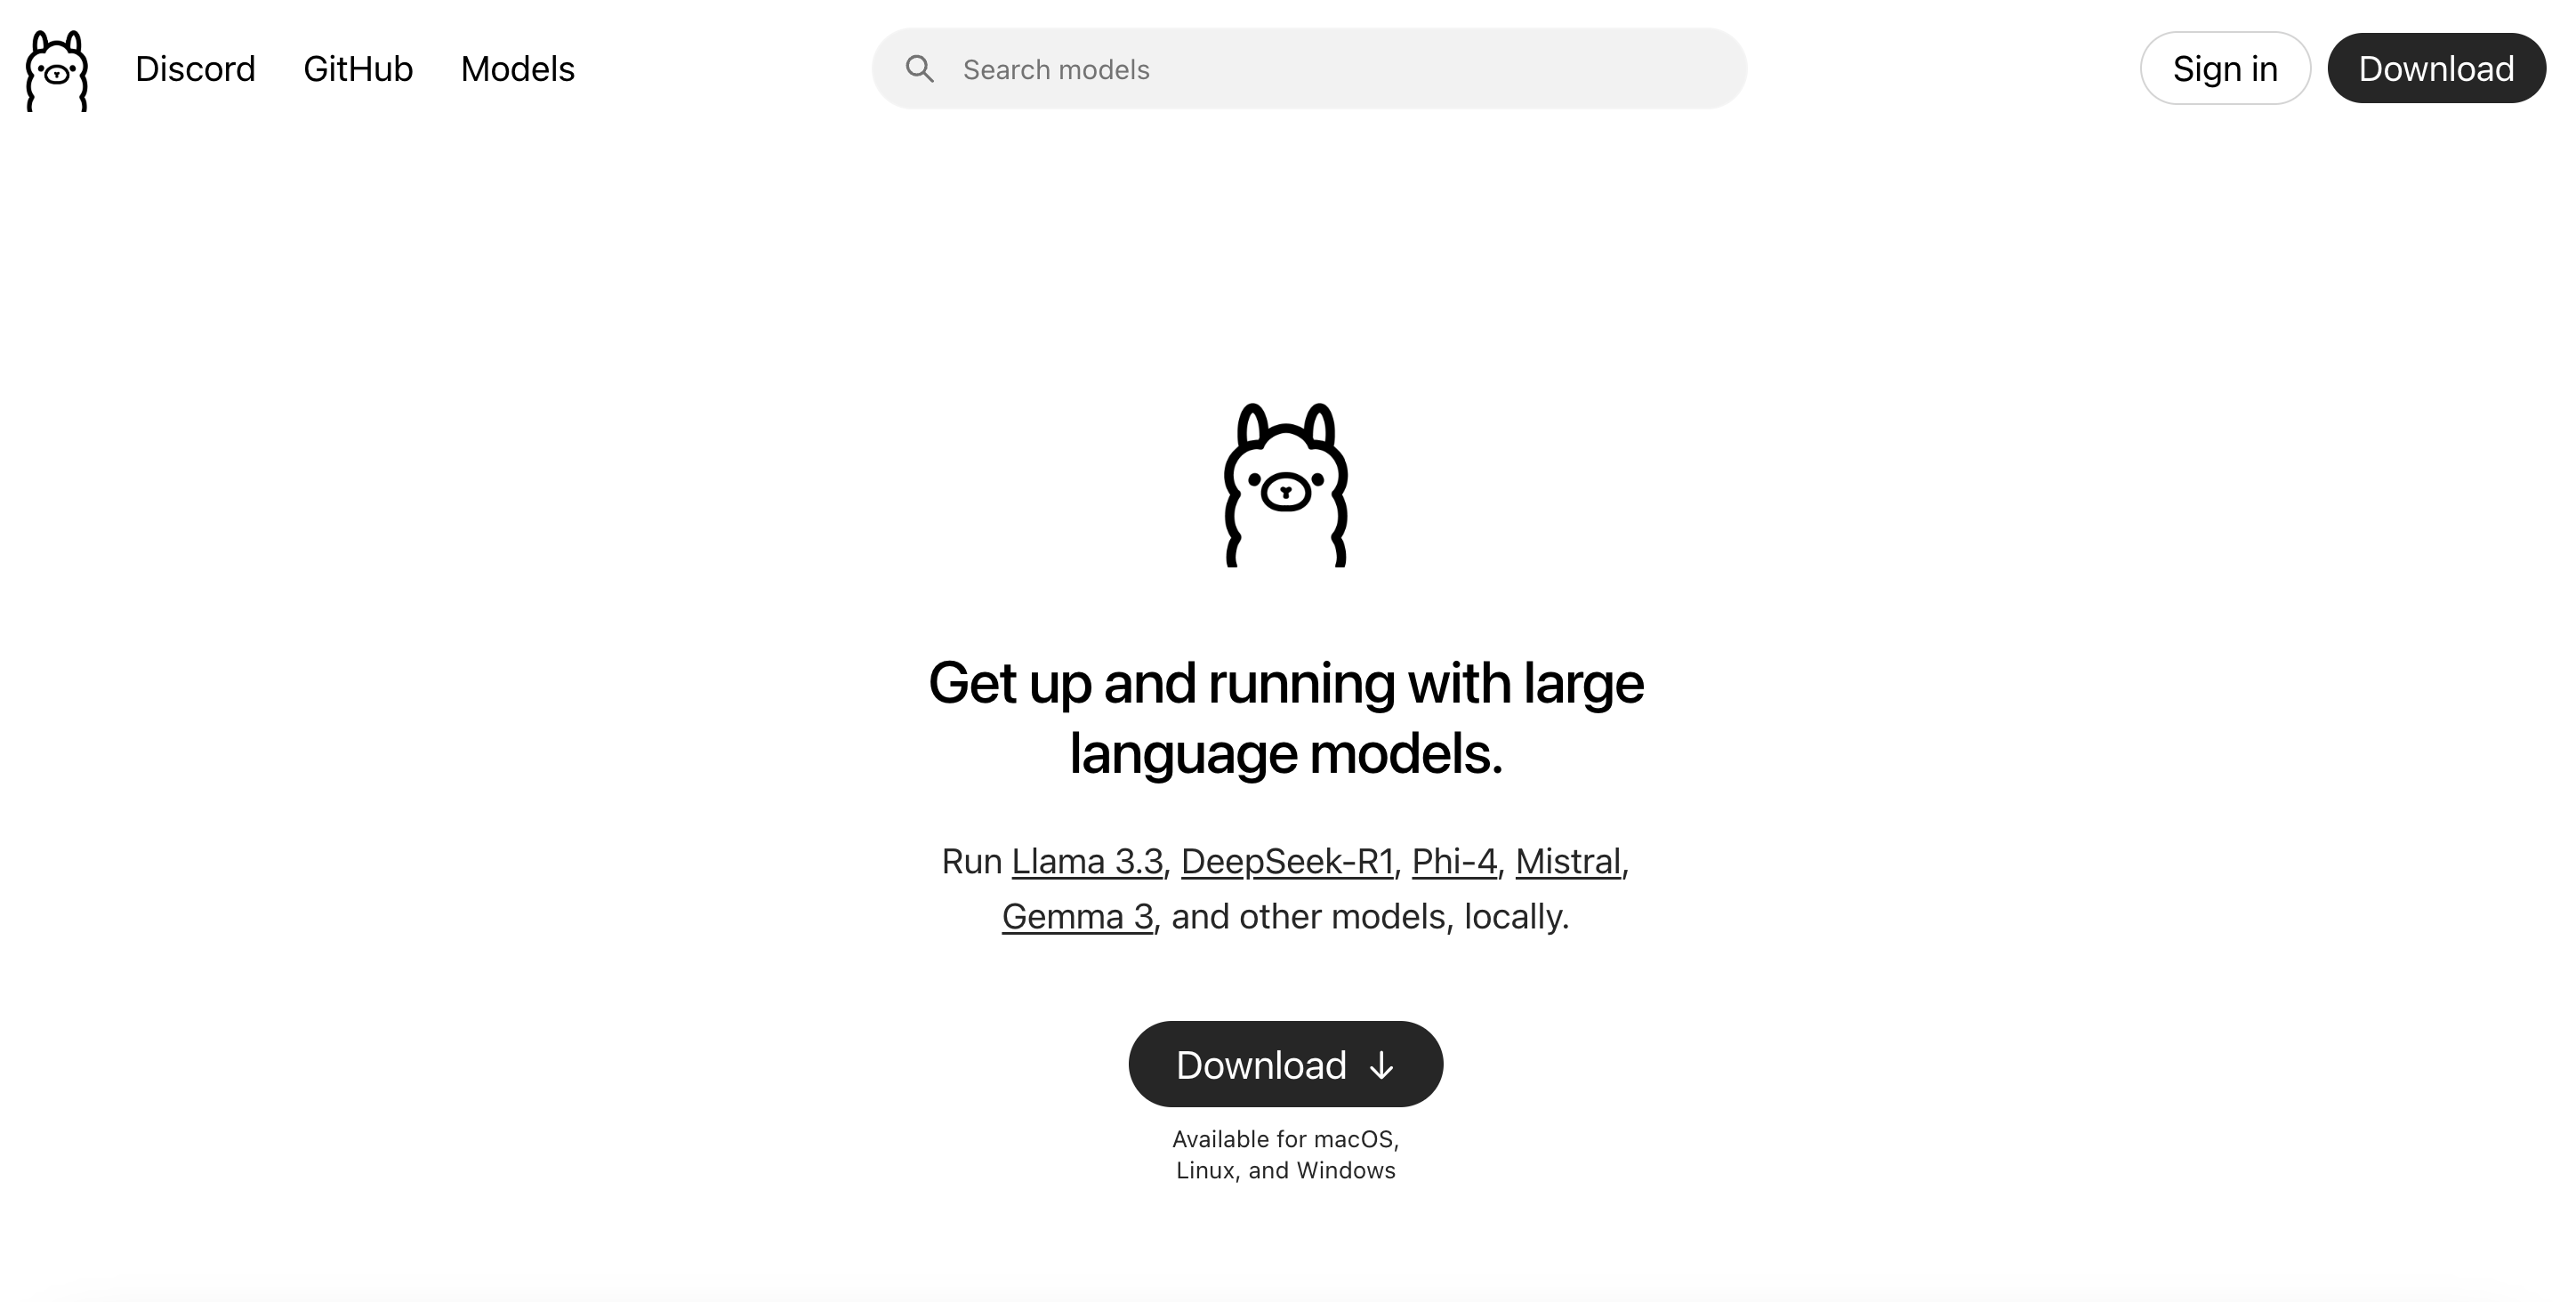 Discord GitHub Models Search models Sign in Download
Get up and running with large
language models.
Run Llama 3.3, DeepSeek-R1, Phi-4, Mistral,
Gemma 3, and other models, locally.
Download ↓
Available for macOS,
Linux, and Windows